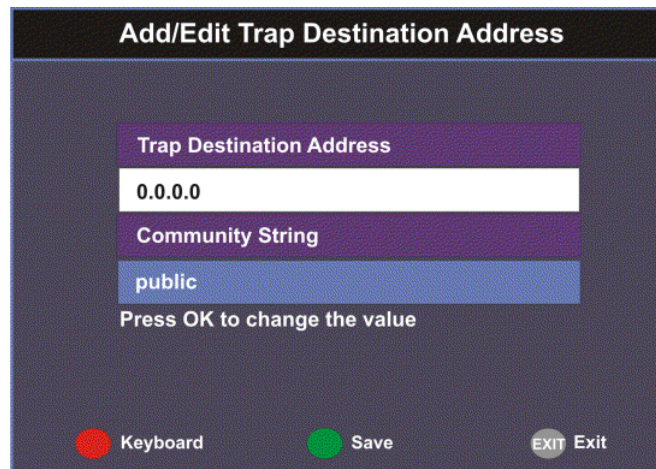 Add/Edit Trap Destination Address
Trap Destination Address
0.0.0.0
Community String
public
Press OK to change the value
Keyboard Save EXIT Exit